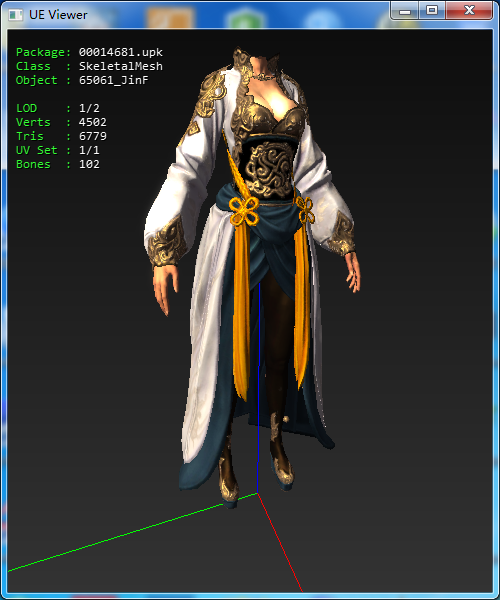 UE Viewer
Package: 00014681.upk
Class : SkeletalMesh
Object : 65061_JinF
LOD : 1/2
Verts : 4502
Tris : 6779
UV Set : 1/1
Bones : 102